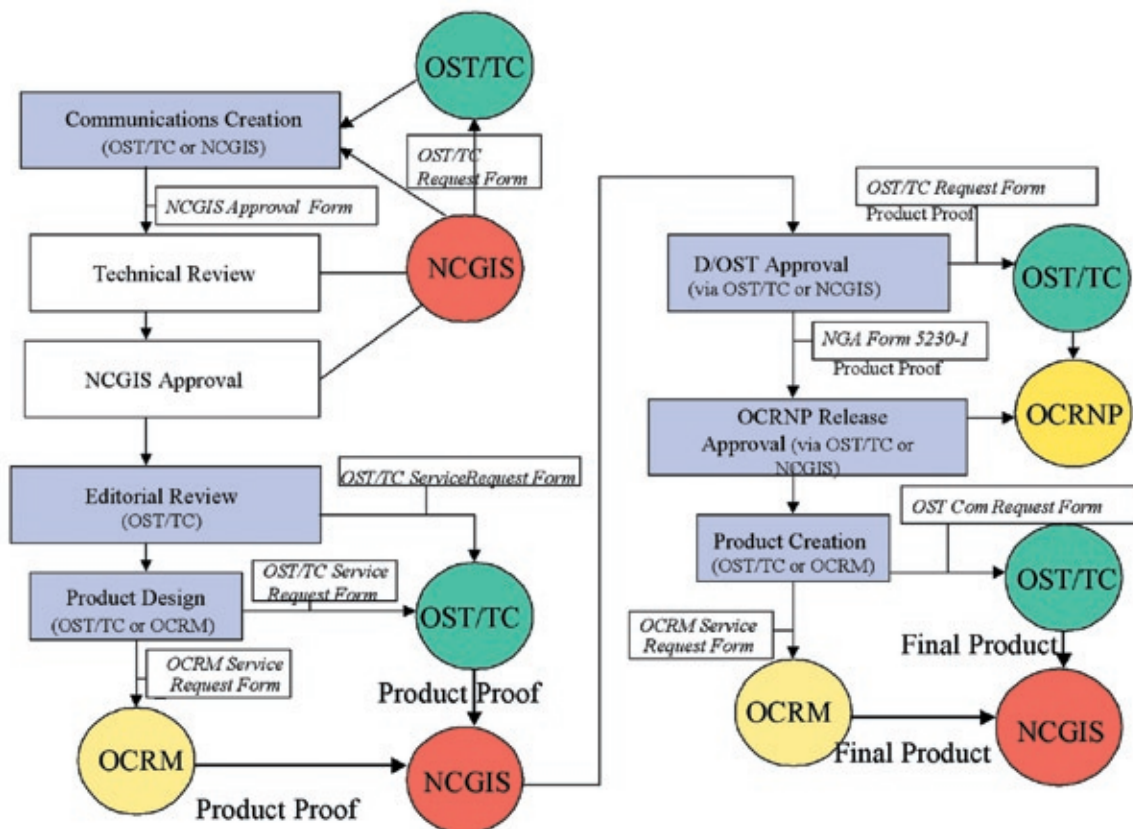 OST/TC
Communications Creation
(OST/TC or NCGIS)
OST/TC
Request Form
NCGIS Approval Form
Technical Review
NCGIS
NCGIS Approval
Editorial Review
(OST/TC)
OST/TC ServiceRequest Form
OST/TC Service
Request Form
Product Design
(OST/TC or OCRM)
OST/TC
OCRM Service
Request Form
Product Proof
OCRM
NCGIS
Product Proof
OST/TC Request Form
Product Proof
D/OST Approval
(via OST/TC or NCGIS)
OST/TC
NGA Form 5230-1
Product Proof
OCRNP Release
Approval (via OST/TC or
NCGIS)
OCRNP
OST Com Request Form
Product Creation
(OST/TC or OCRM)
OST/TC
OCRM Service
Request Form
Final Product
OCRM
NCGIS
Final Product